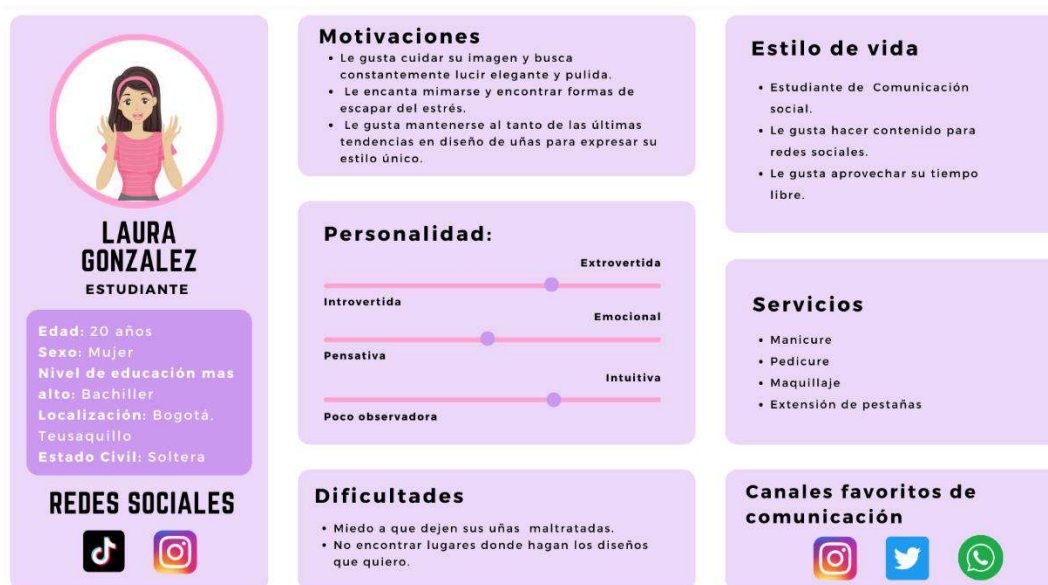 LAURA
GONZALEZ
ESTUDIANTE
Edad: 20 años
Sexo: Mujer
Nivel de educación mas
alto: Bachiller
Localización: Bogotá,
Teusaquillo
Estado Civil: Soltera
REDES SOCIALES
Motivaciones
• Le gusta cuidar su imagen y busca
constantemente lucir elegante y pulida.
• Le encanta mimarse y encontrar formas de
escapar del estrés.
• Le gusta mantenerse al tanto de las últimas
tendencias en diseño de uñas para expresar su
estilo único.
Personalidad:
Extrovertida
Introvertida
Emocional
Pensativa
Intuitiva
Poco observadora
Dificultades
• Miedo a que dejen sus uñas maltratadas.
• No encontrar lugares donde hagan los diseños
que quiero.
Estilo de vida
• Estudiante de Comunicación
social.
• Le gusta hacer contenido para
redes sociales.
• Le gusta aprovechar su tiempo
libre.
Servicios
• Manicure
• Pedicure
• Maquillaje
• Extensión de pestañas
Canales favoritos de
comunicación